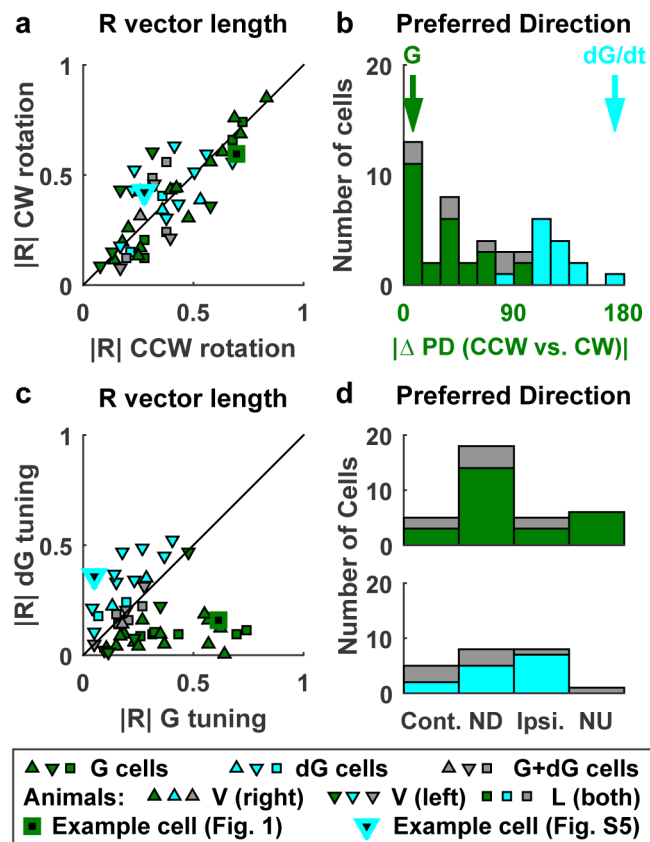 a R vector length
1
0.5
0
0 0.5 1
|R| CW rotation
|R| CCW rotation
b Preferred Direction
G dG/dt
20
10
0
0 90 180
Number of cells
|Δ PD (CCW vs. CW)|
c R vector length
1
0.5
0
0 0.5 1
|R| dG tuning
|R| G tuning
d Preferred Direction
20
10
0
20
10
0
Number of Cells
Cont. ND Ipsi. NU
G cells dG cells G+dG cells
Animals: V (right) V (left) L (both)
Example cell (Fig. 1) Example cell (Fig. S5)